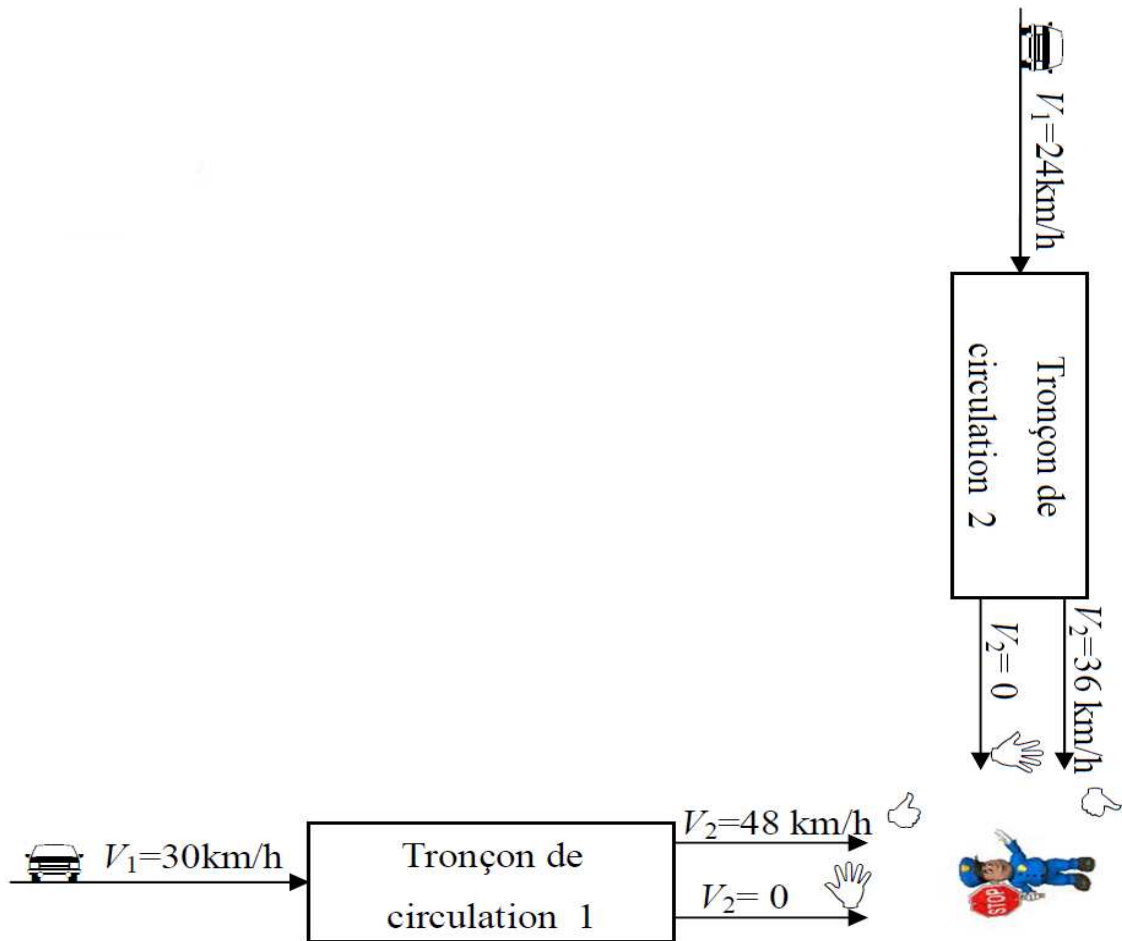 V₁=24km/h
Tronçon de
circulation 2
V₂= 0
V₂=36 km/h
V₁=30km/h
Tronçon de
circulation 1
V₂=48 km/h
V₂= 0
STOP